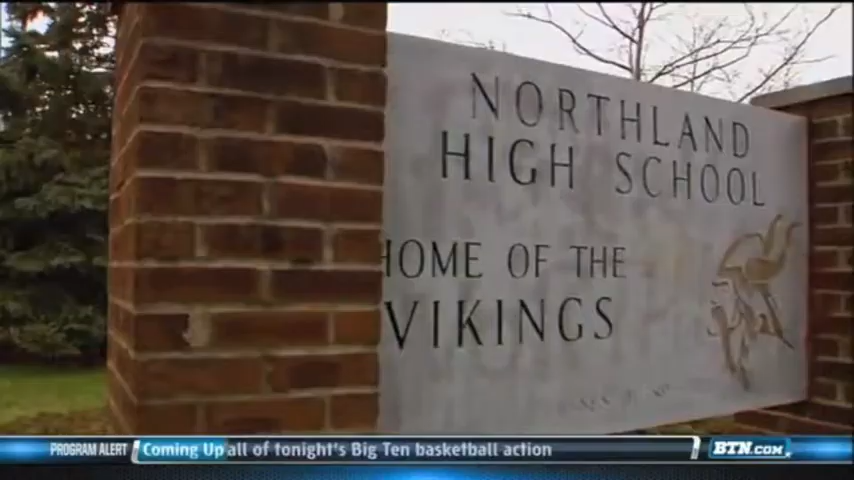 NORTHLAND
HIGH SCHOOL
HOME OF THE
VIKINGS
PROGRAM ALERT Coming Up all of tonight's Big Ten basketball action BTN.COM